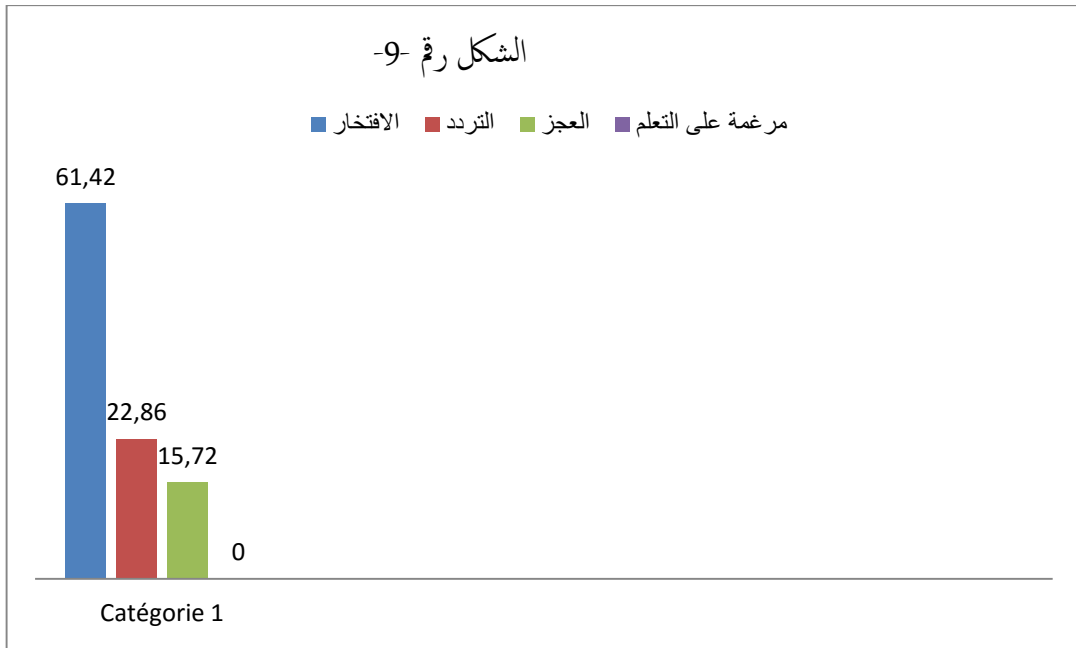 الشكل رقم -9-
الافتخار التردد العجز مرغمة على التعلم
61,42
22,86
15,72
0
Catégorie 1